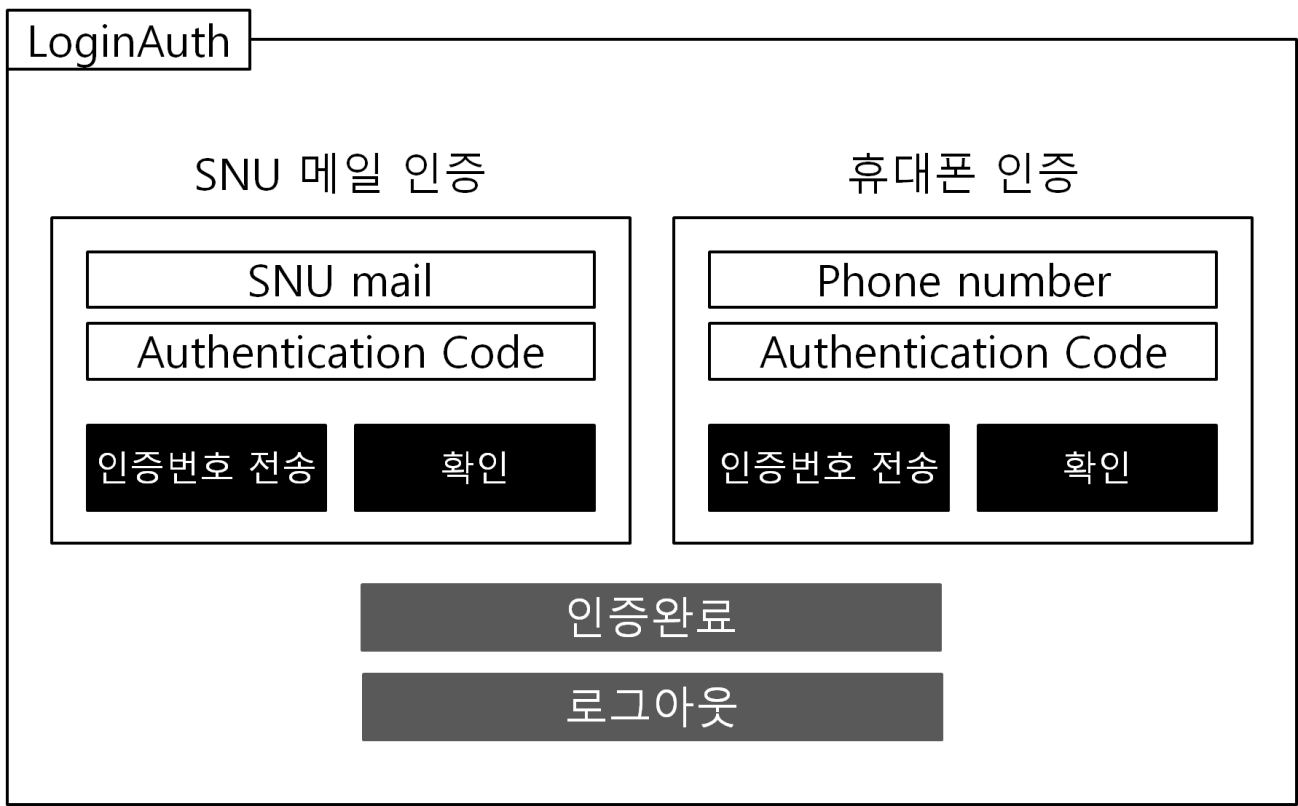 LoginAuth
SNU 메일 인증
SNU mail
Authentication Code
인증번호 전송
확인
휴대폰 인증
Phone number
Authentication Code
인증번호 전송
확인
인증완료
로그아웃